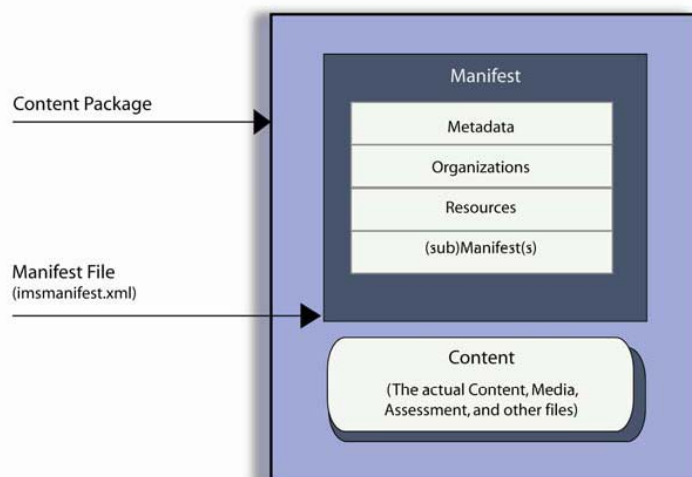 Content Package
Manifest File
(imsmanifest.xml)
Manifest
Metadata
Organizations
Resources
(sub)Manifest(s)
Content
(The actual Content, Media,
Assessment, and other files)